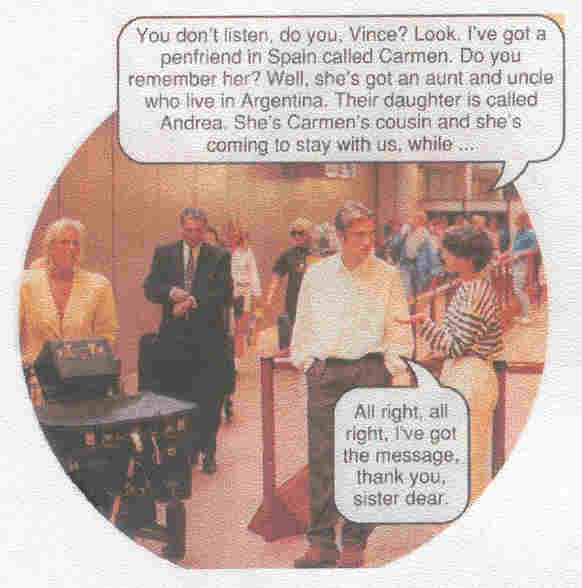 You don't listen, do you, Vince? Look. I've got a
penfriend in Spain called Carmen. Do you
remember her? Well, she's got an aunt and uncle
who live in Argentina. Their daughter is called
Andrea. She's Carmen's cousin and she's
coming to stay with us, while ....
All right, all
right, I've got
the message,
thank you,
sister dear.